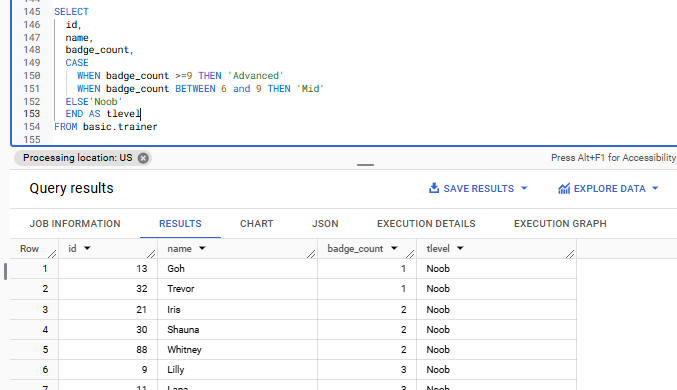 145 SELECT
146 id,
147 name,
148 badge_count,
149 CASE
150 WHEN badge_count >=9 THEN 'Advanced'
151 WHEN badge_count BETWEEN 6 and 9 THEN 'Mid'
152 ELSE'Noob'
153 END AS tlevel
154 FROM basic.trainer
155
Processing location: US
Press Alt+F1 for Accessibility
Query results
SAVE RESULTS
EXPLORE DATA
JOB INFORMATION RESULTS CHART JSON EXECUTION DETAILS EXECUTION GRAPH
Row id name badge_count tlevel
1 13 Goh 1 Noob
2 32 Trevor 1 Noob
3 21 Iris 2 Noob
4 30 Shauna 2 Noob
5 88 Whitney 2 Noob
6 9 Lilly 3 Noob
7 11 Lana 3 Noob